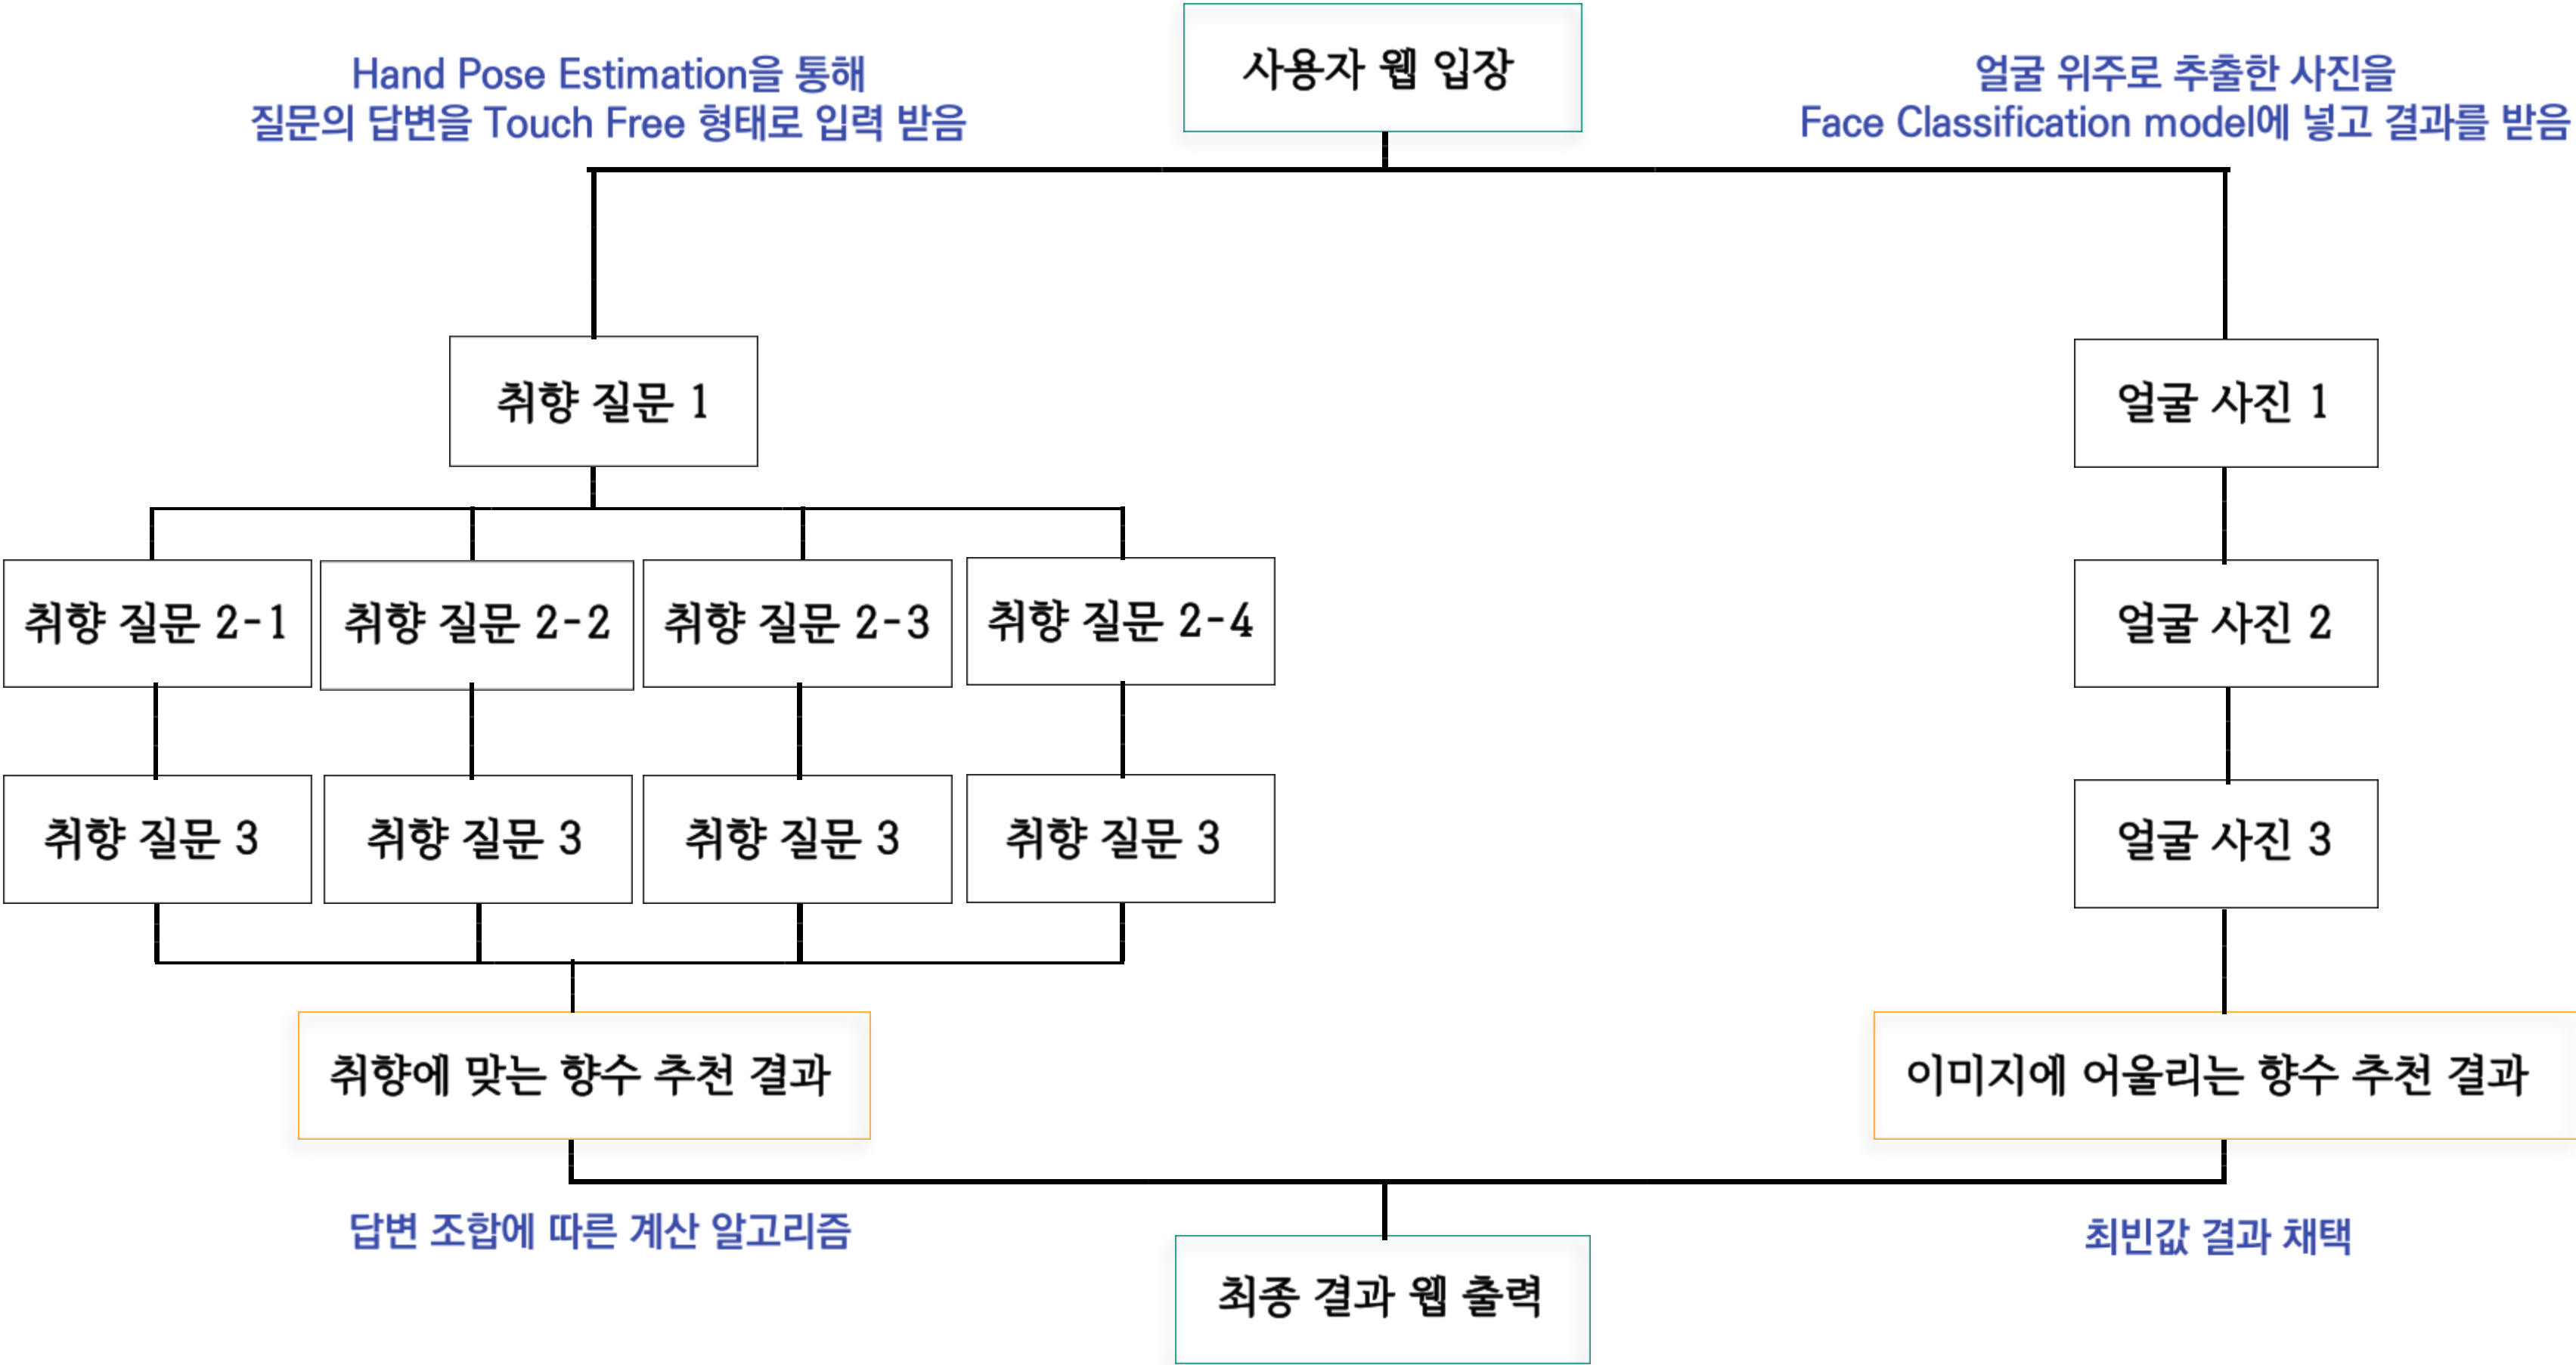 사용자 웹 입장
Hand Pose Estimation을 통해
질문의 답변을 Touch Free 형태로 입력 받음
얼굴 위주로 추출한 사진을
Face Classification model에 넣고 결과를 받음
취향 질문 1
얼굴 사진 1
취향 질문 2-1
취향 질문 2-2
취향 질문 2-3
취향 질문 2-4
얼굴 사진 2
취향 질문 3
취향 질문 3
취향 질문 3
취향 질문 3
얼굴 사진 3
취향에 맞는 향수 추천 결과
이미지에 어울리는 향수 추천 결과
답변 조합에 따른 계산 알고리즘
최빈값 결과 채택
최종 결과 웹 출력